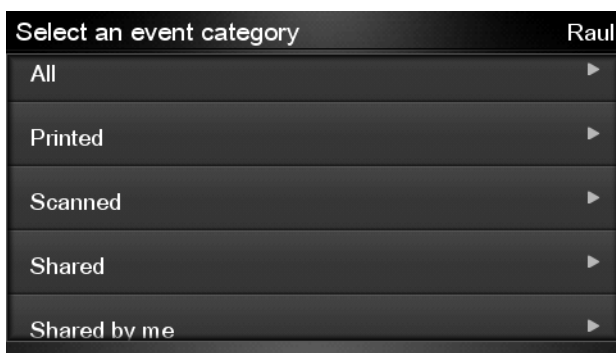 Select an event category Raul
All
Printed
Scanned
Shared
Shared by me